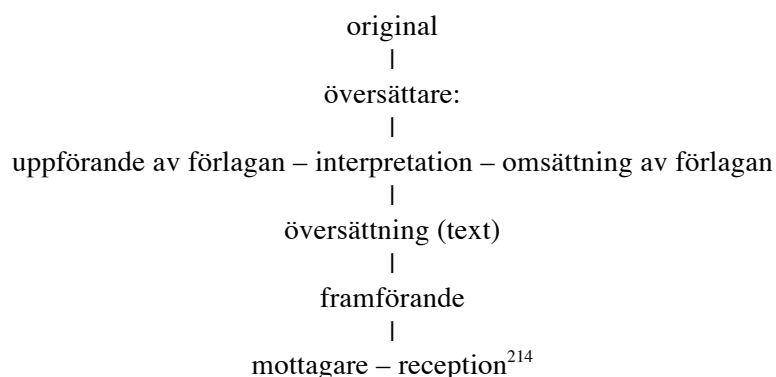 original
|
översättare:
|
uppförande av förlagan – interpretation – omsättning av förlagan
|
översättning (text)
|
framförande
|
mottagare – reception214